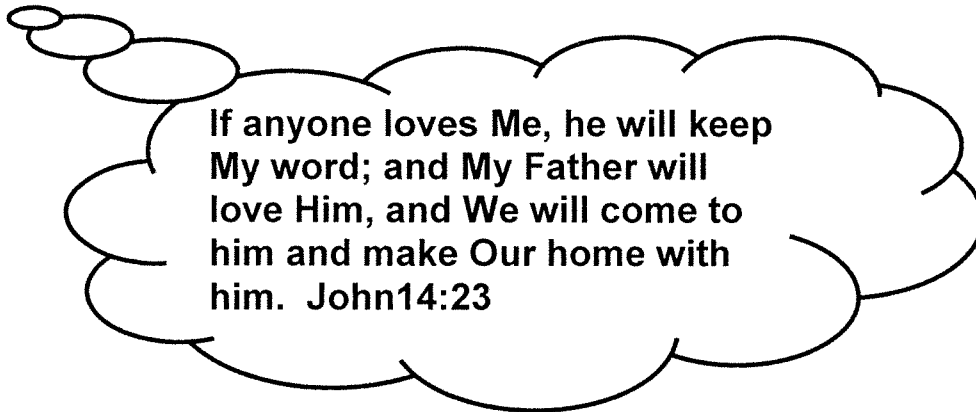 If anyone loves Me, he will keep
My word; and My Father will
love Him, and We will come to
him and make Our home with
him.  John14:23